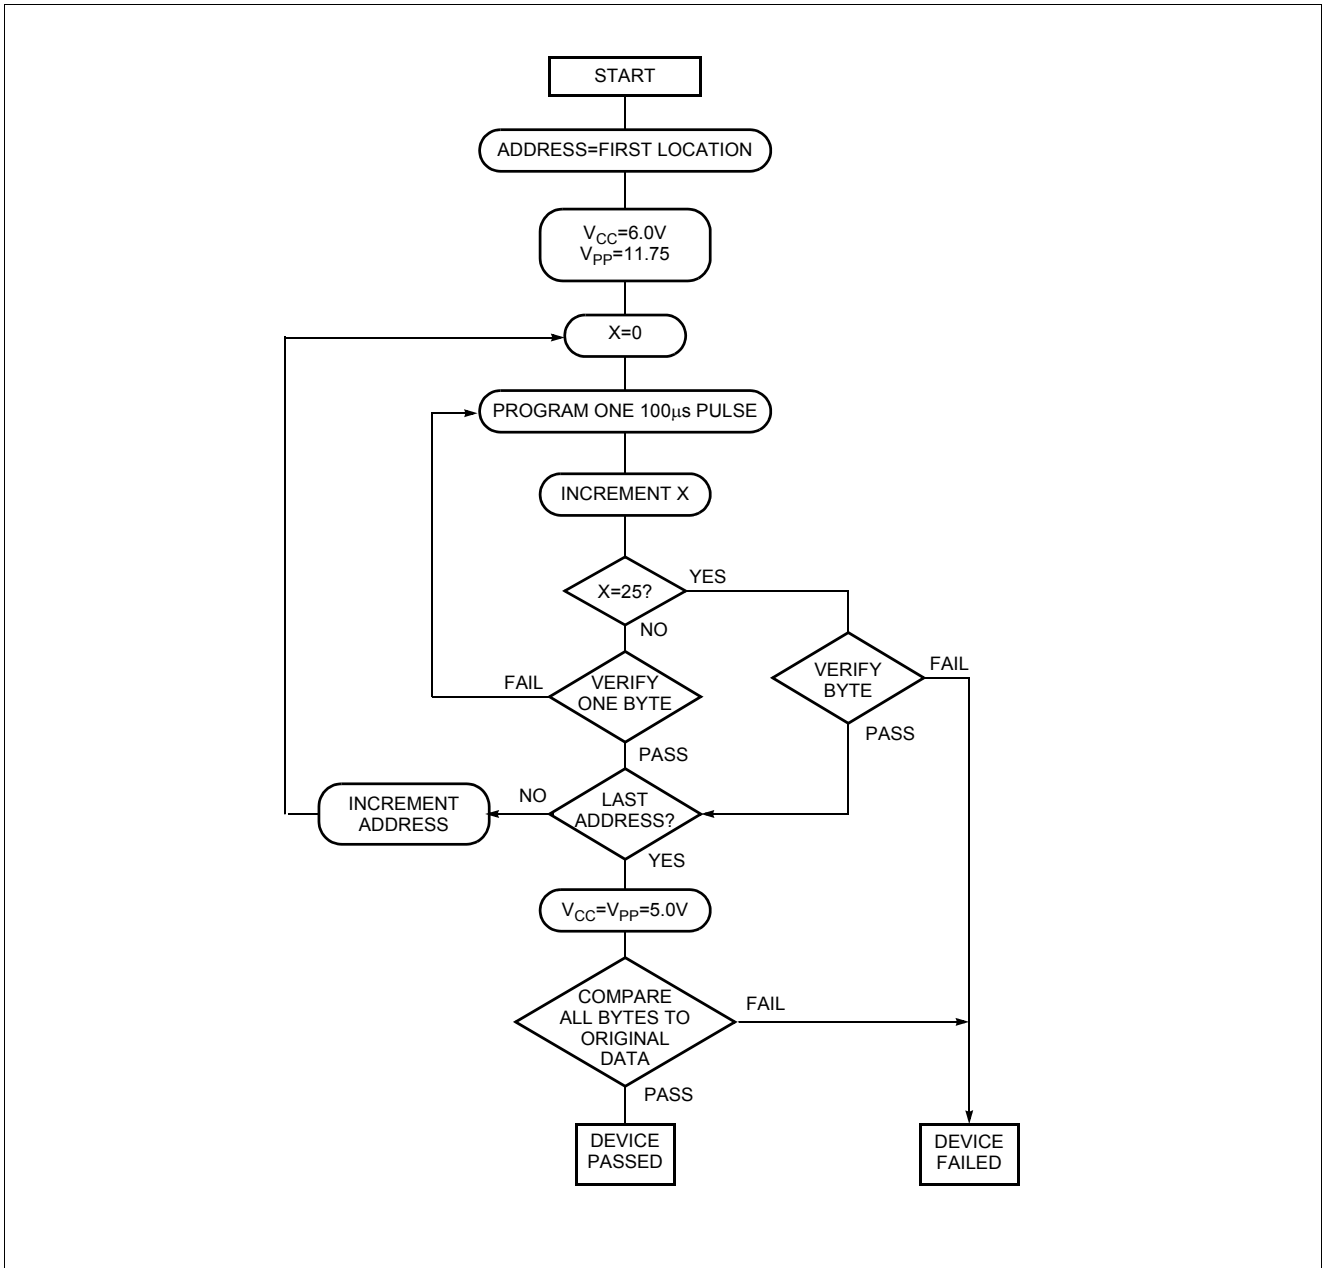 START
ADDRESS=FIRST LOCATION
VCC=6.0V
VPP=11.75
X=0
PROGRAM ONE 100μs PULSE
INCREMENT X
X=25?
YES
NO
VERIFY
ONE BYTE
FAIL
PASS
VERIFY
BYTE
FAIL
PASS
LAST
ADDRESS?
NO
INCREMENT
ADDRESS
YES
VCC=VPP=5.0V
COMPARE
ALL BYTES TO
ORIGINAL
DATA
FAIL
PASS
DEVICE
PASSED
DEVICE
FAILED